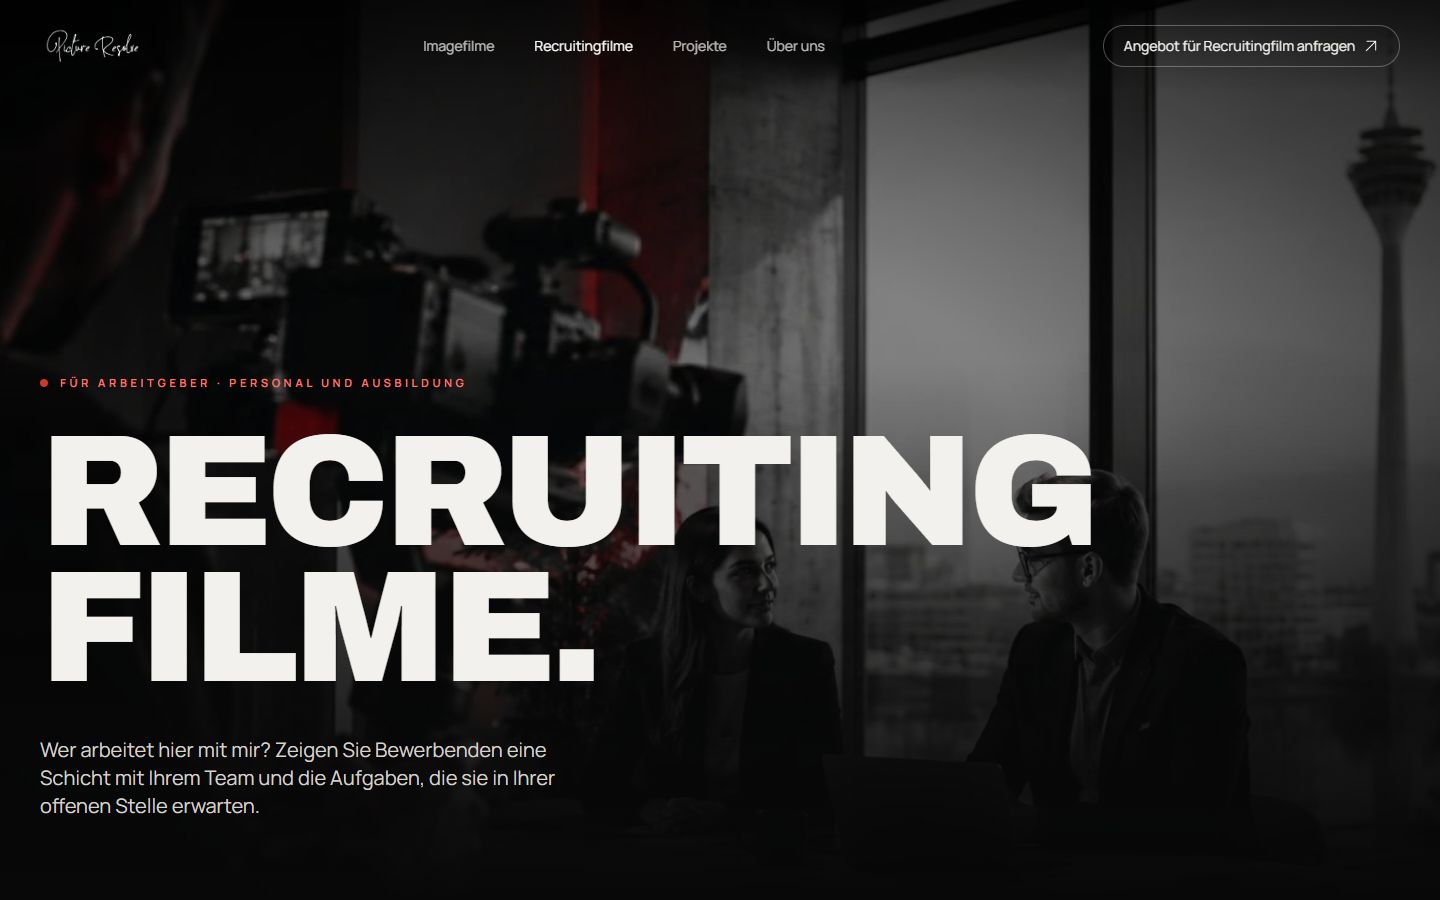 Picture Resolve
Imagefilme
Recruitingfilme
Projekte
Über uns
Angebot für Recruitingfilm anfragen
FÜR ARBEITGEBER · PERSONAL UND AUSBILDUNG
RECRUITING
FILME.
Wer arbeitet hier mit mir? Zeigen Sie Bewerbenden eine
Schicht mit Ihrem Team und die Aufgaben, die sie in Ihrer
offenen Stelle erwarten.